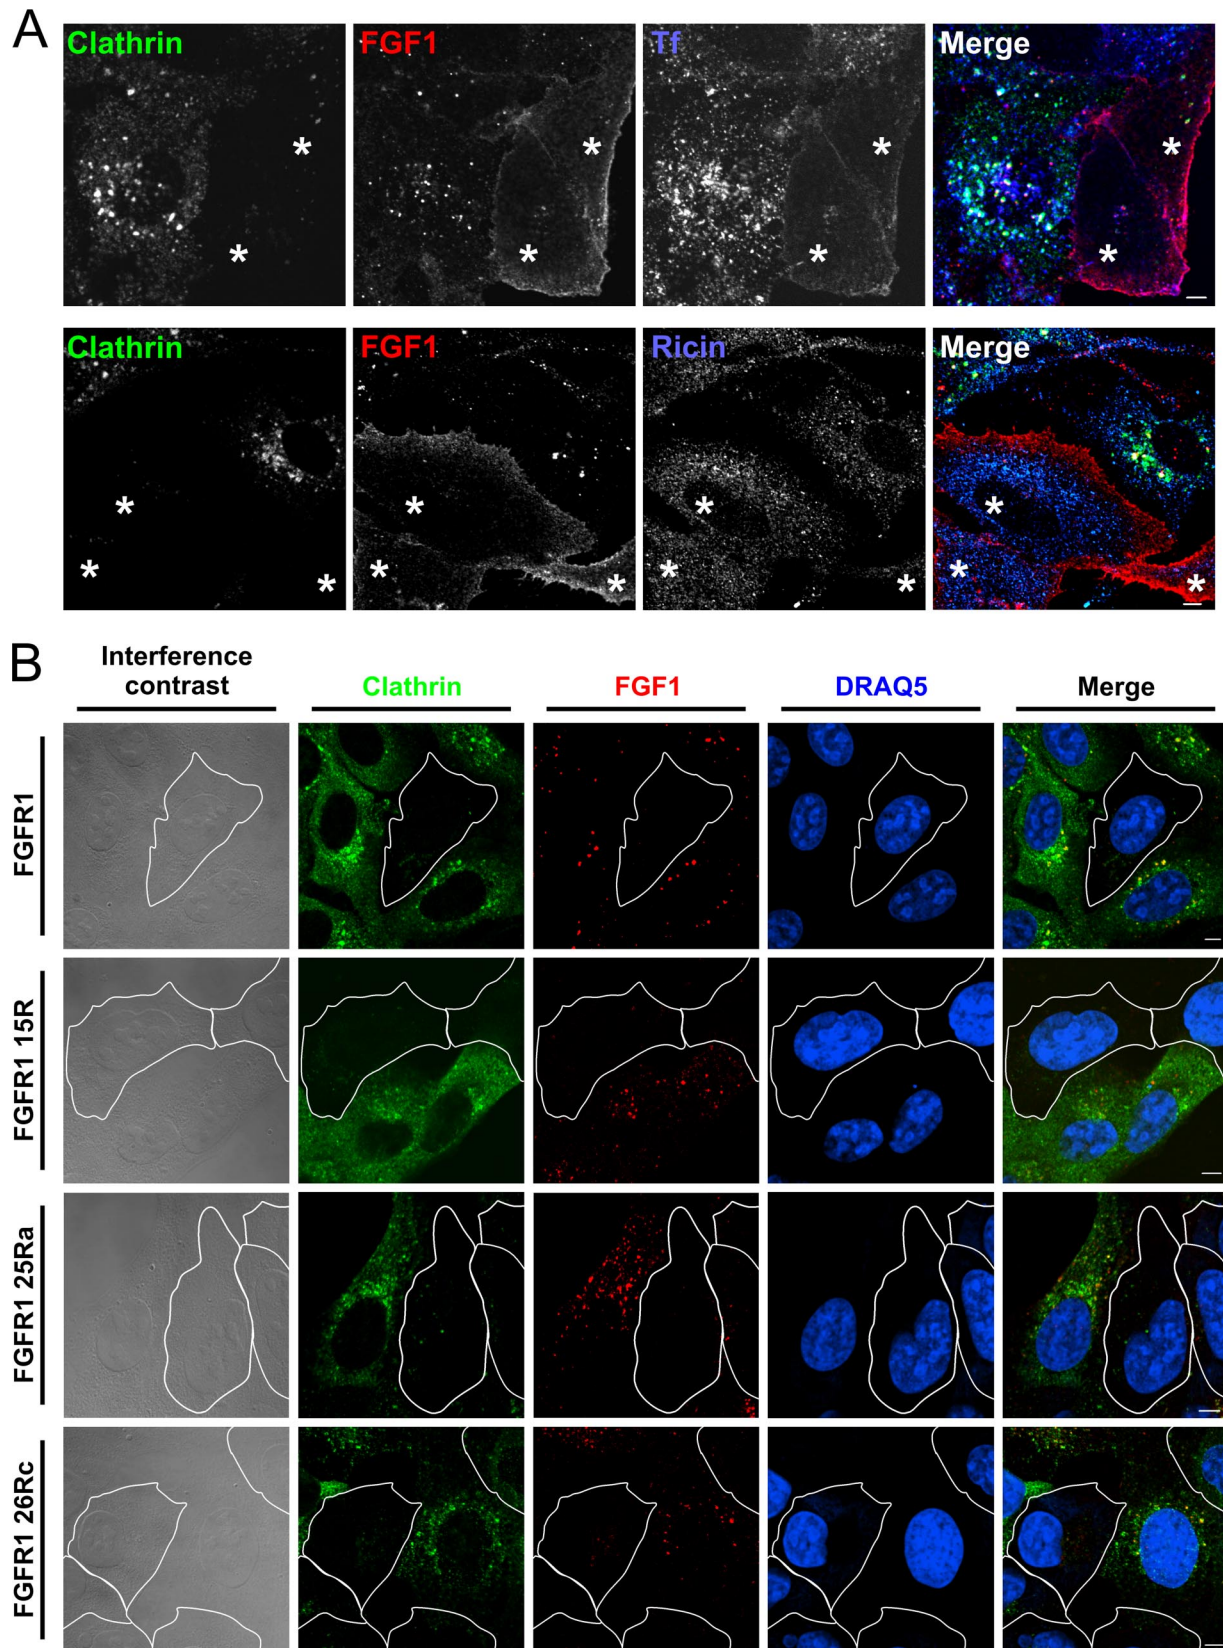 A
Clathrin FGF1 Tf Merge
* * * *
* * * *
Clathrin FGF1 Ricin Merge
* * * *
* * * *
* * * *
B
Interference
contrast
Clathrin FGF1 DRAQ5 Merge
FGFR1
FGFR1 15R
FGFR1 25Ra
FGFR1 26Rc